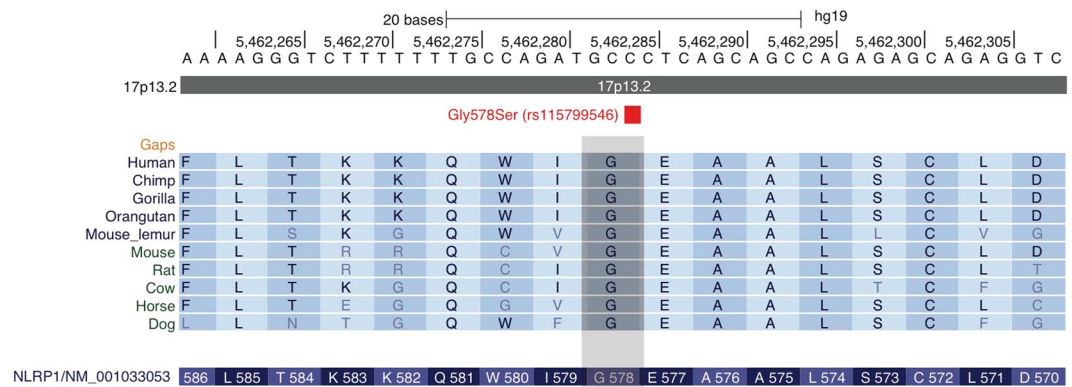 20 bases hg19
5,462,265 5,462,270 5,462,275 5,462,280 5,462,285 5,462,290 5,462,295 5,462,300 5,462,305
A A A A G G G T C T T T T T T T G C C A G A T G C C C T C A G C A G C C A G A G A G C A G A G G T C
17p13.2 17p13.2
Gly578Ser (rs115799546)
Gaps
Human F L T K K Q W I G E A A L S C L D
Chimp F L T K K Q W I G E A A L S C L D
Gorilla F L T K K Q W I G E A A L S C L D
Orangutan F L T K K Q W I G E A A L S C L D
Mouse_lemur F L S K G Q W V G E A A L L C V G
Mouse F L T R R Q C V G E A A L S C L D
Rat F L T R R Q C I G E A A L S C L T
Cow F L T K G Q C I G E A A L T C F G
Horse F L T E G Q G V G E A A L S C L C
Dog L L N T G Q W F G E A A L S C F G
NLRP1/NM_001033053 586 L 585 T 584 K 583 K 582 Q 581 W 580 I 579 G 578 E 577 A 576 A 575 L 574 S 573 C 572 L 571 D 570